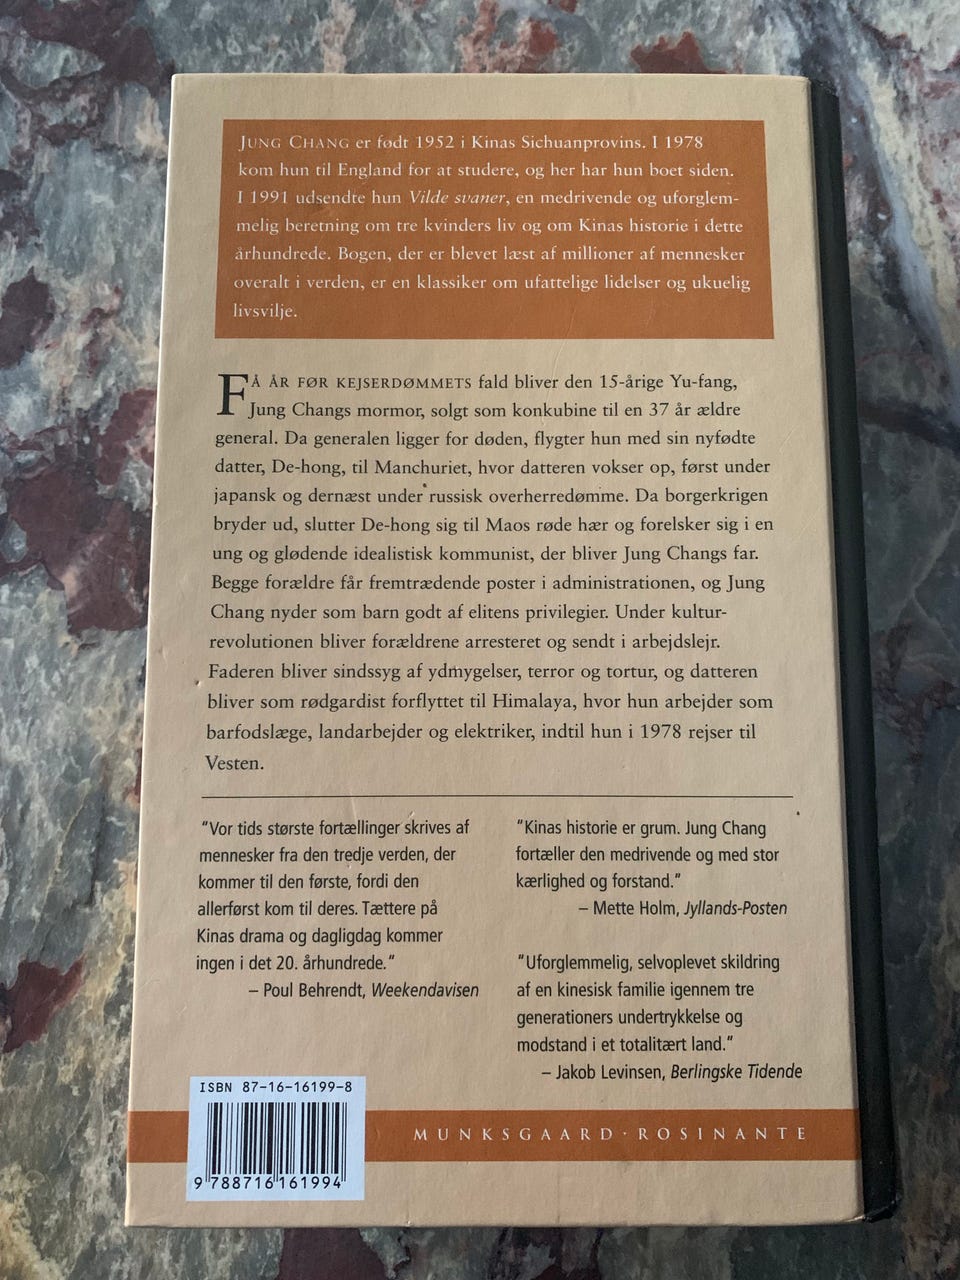 JUNG CHANG er født 1952 i Kinas Sichuanprovins. I 1978
kom hun til England for at studere, og her har hun boet siden.
I 1991 udsendte hun Vilde svaner, en medrivende og uforglem-
melig beretning om tre kvinders liv og om Kinas historie i dette
århundrede. Bogen, der er blevet læst af millioner af mennesker
overalt i verden, er en klassiker om ufattelige lidelser og ukuelig
livsvilje.
FÅ ÅR FØR KEJSERDØMMETS fald bliver den 15-årige Yu-fang,
Jung Changs mormor, solgt som konkubine til en 37 år ældre
general. Da generalen ligger for døden, flygter hun med sin nyfødte
datter, De-hong, til Manchuriet, hvor datteren vokser op, først under
japansk og dernæst under russisk overherredømme. Da borgerkrigen
bryder ud, slutter De-hong sig til Maos røde hær og forelsker sig i en
ung og glødende idealistisk kommunist, der bliver Jung Changs far.
Begge forældre får fremtrædende poster i administrationen, og Jung
Chang nyder som barn godt af elitens privilegier. Under kultur-
revolutionen bliver forældrene arresteret og sendt i arbejdslejr.
Faderen bliver sindssyg af ydmygelser, terror og tortur, og datteren
bliver som rødgardist forflyttet til Himalaya, hvor hun arbejder som
barfodslæge, landarbejder og elektriker, indtil hun i 1978 rejser til
Vesten.
"Vor tids største fortællinger skrives af
mennesker fra den tredje verden, der
kommer til den første, fordi den
allerførst kom til deres. Tættere på
Kinas drama og dagligdag kommer
ingen i det 20. århundrede."
– Poul Behrendt, Weekendavisen
"Kinas historie er grum. Jung Chang
fortæller den medrivende og med stor
kærlighed og forstand."
– Mette Holm, Jyllands-Posten
"Uforglemmelig, selvoplevet skildring
af en kinesisk familie igennem tre
generationers undertrykkelse og
modstand i et totalitært land."
– Jakob Levinsen, Berlingske Tidende
ISBN 87-16-16199-8
9 788716 161994
MUNKSGAARD · ROSINANTE